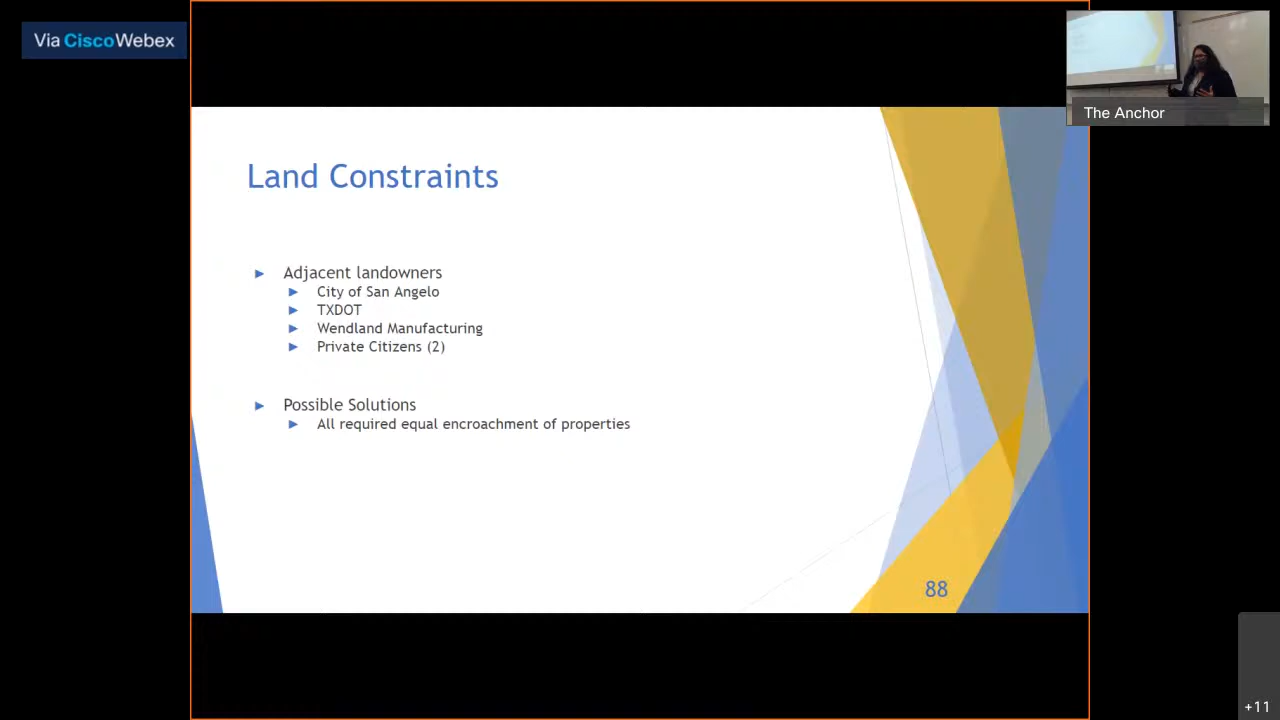 Via CiscoWebex
The Anchor
Land Constraints
Adjacent landowners
City of San Angelo
TXDOT
Wendland Manufacturing
Private Citizens (2)
Possible Solutions
All required equal encroachment of properties
88
+11